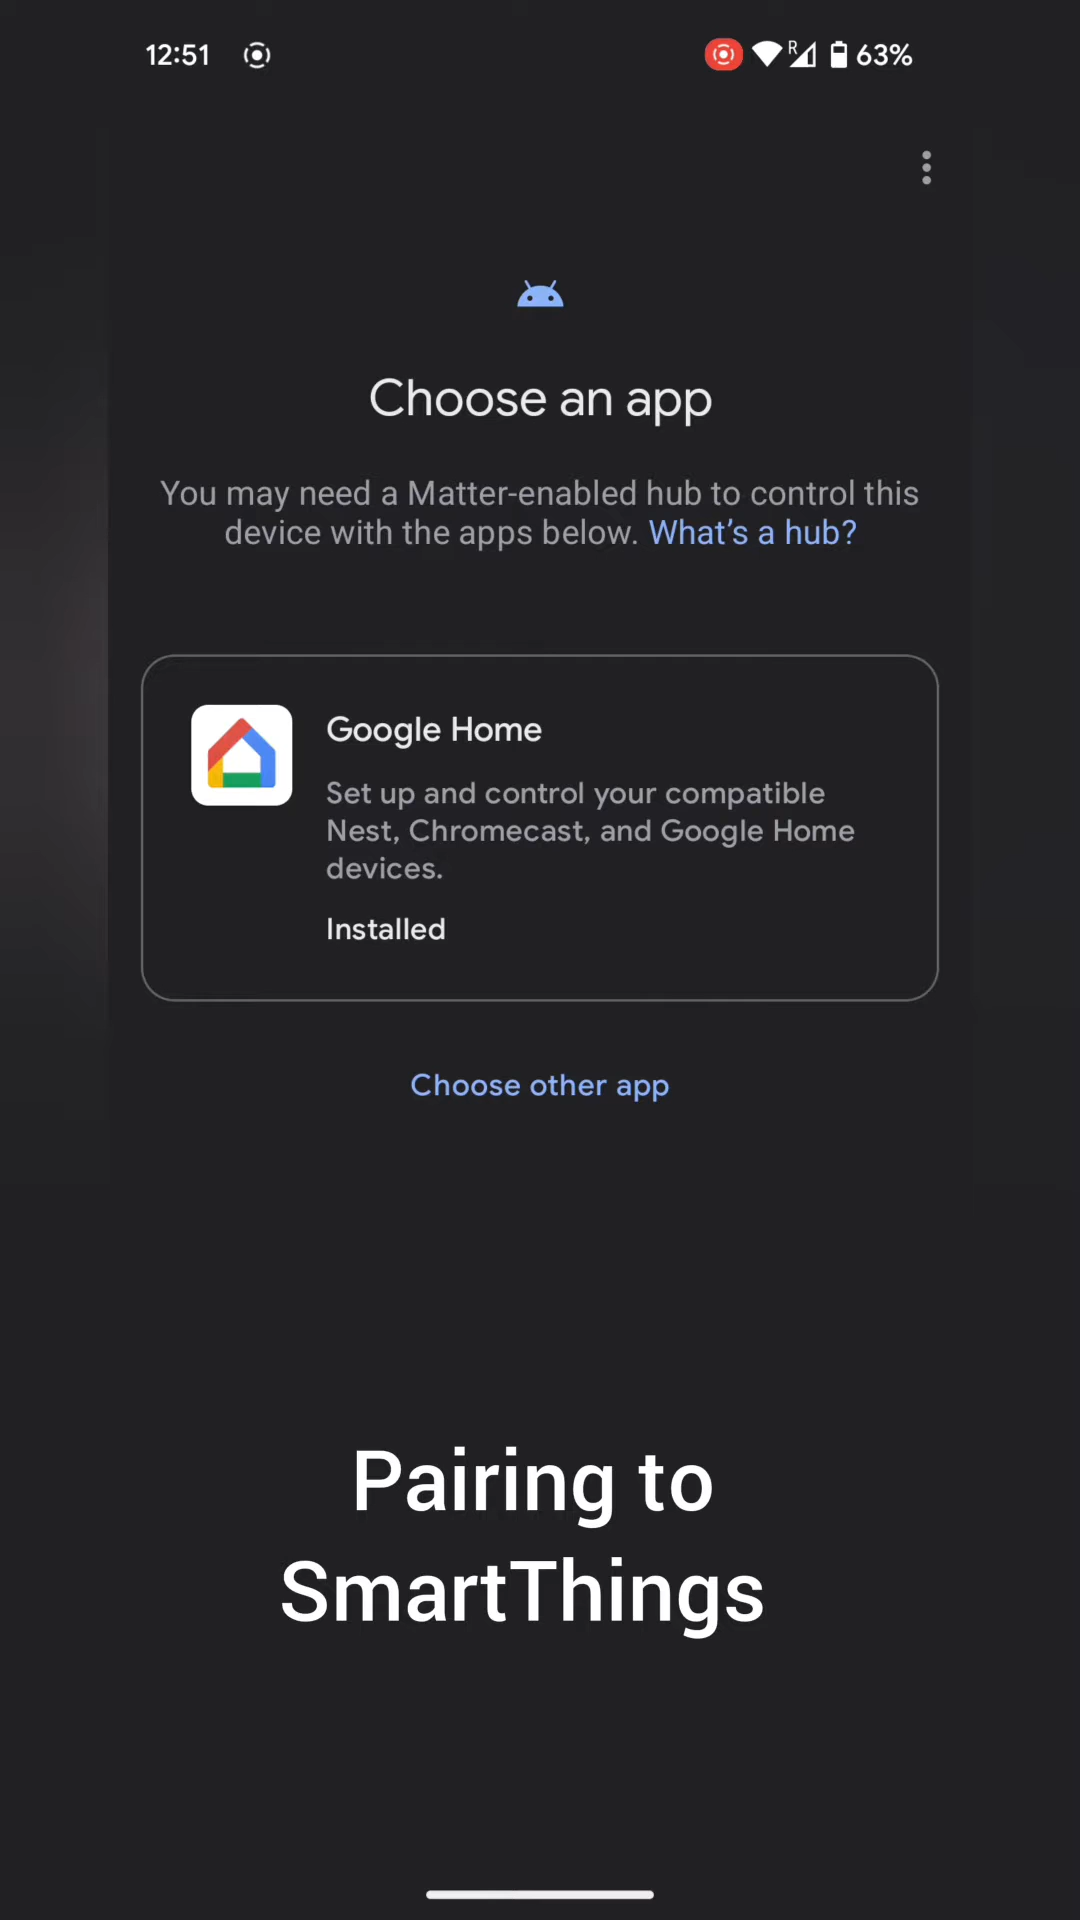 12:51
R
63%
Choose an app
You may need a Matter-enabled hub to control this
device with the apps below. What's a hub?
Google Home
Set up and control your compatible
Nest, Chromecast, and Google Home
devices.
Installed
Choose other app
Pairing to
SmartThings